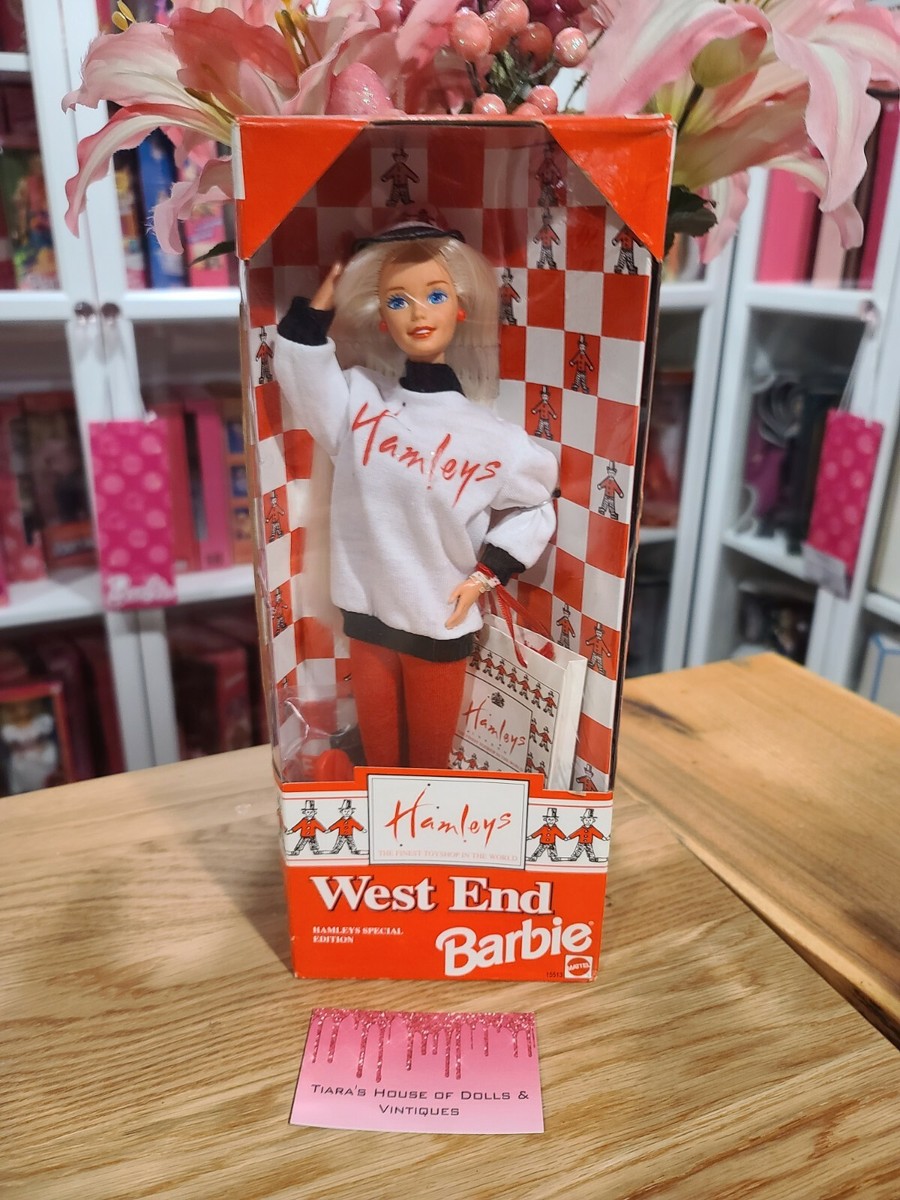 Hamleys
Hamleys
Hamleys
THE FINEST TOYSHOP IN THE WORLD
West End
HAMLEYS SPECIAL
EDITION
Barbie
MATTEL
Barbie
TIARA'S HOUSE OF DOLLS &
VINTIQUES